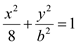 x²/8 + y²/b² = 1